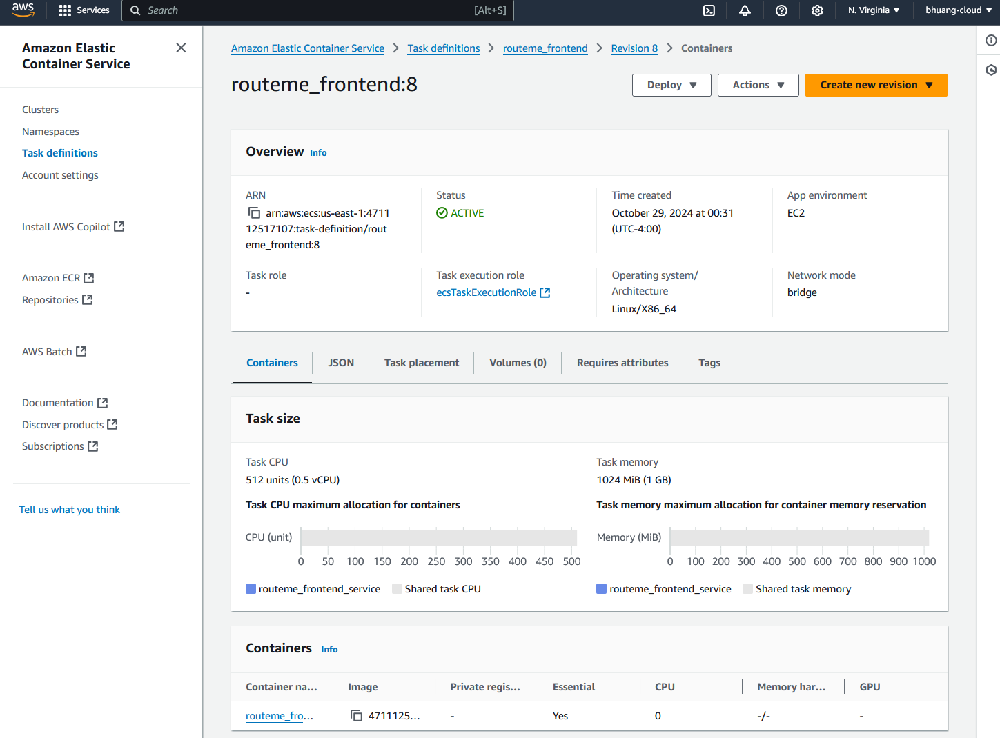 aws
Services
Search
[Alt+S]
N. Virginia
bhuang-cloud
Amazon Elastic
Container Service
Clusters
Namespaces
Task definitions
Account settings
Install AWS Copilot
Amazon ECR
Repositories
AWS Batch
Documentation
Discover products
Subscriptions
Tell us what you think
Amazon Elastic Container Service > Task definitions > routeme_frontend > Revision 8 > Containers
routeme_frontend:8
Deploy
Actions
Create new revision
Overview Info
ARN
arn:aws:ecs:us-east-1:4711
12517107:task-definition/rout
eme_frontend:8
Status
ACTIVE
Time created
October 29, 2024 at 00:31
(UTC-4:00)
App environment
EC2
Task role
-
Task execution role
ecsTaskExecutionRole
Operating system/
Architecture
Linux/X86_64
Network mode
bridge
Containers
JSON
Task placement
Volumes (0)
Requires attributes
Tags
Task size
Task CPU
512 units (0.5 vCPU)
Task CPU maximum allocation for containers
CPU (unit)
0 50 100 150 200 250 300 350 400 450 500
routeme_frontend_service Shared task CPU
Task memory
1024 MiB (1 GB)
Task memory maximum allocation for container memory reservation
Memory (MiB)
0 100 200 300 400 500 600 700 800 900 1000
routeme_frontend_service Shared task memory
Containers Info
Container na... Image Private regis... Essential CPU Memory har... GPU
routeme_fro... 4711125... - Yes 0 -/- -